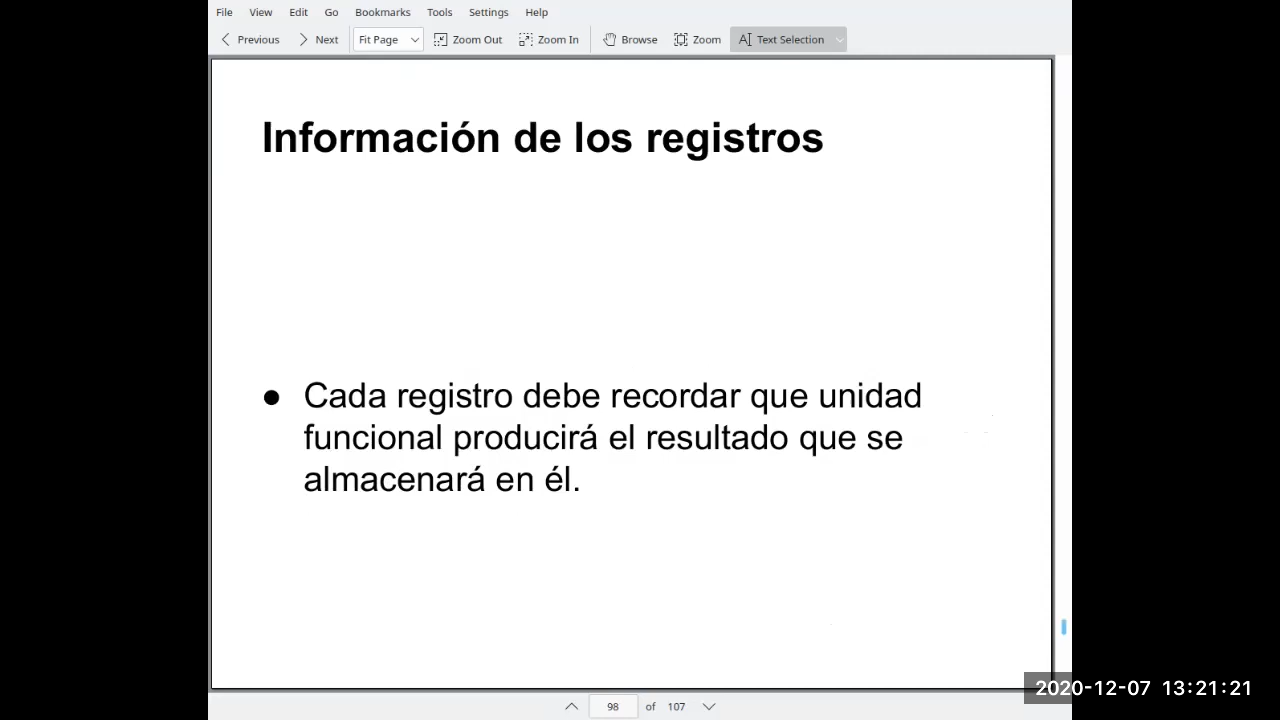 File View Edit Go Bookmarks Tools Settings Help
Previous Next Fit Page Zoom Out Zoom In Browse Zoom Text Selection
Información de los registros
● Cada registro debe recordar que unidad
funcional producirá el resultado que se
almacenará en él.
2020-12-07 13:21:21
98 of 107